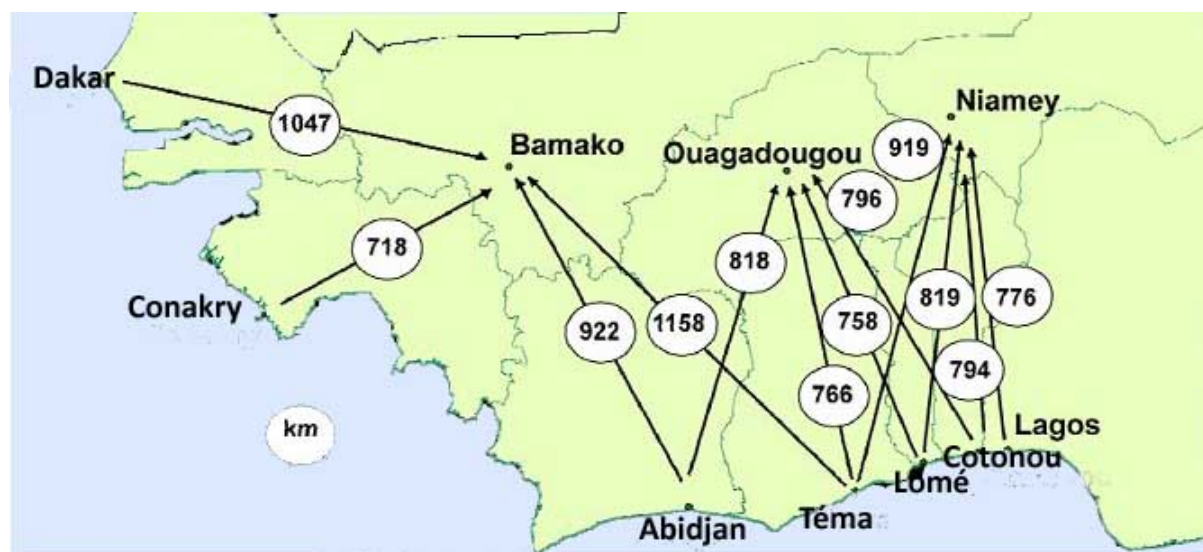 Dakar
1047
Bamako
Ouagadougou
Niamey
919
796
718
818
Conakry
922
1158
758
819
776
766
794
km
Lagos
Cotonou
Lomé
Téma
Abidjan